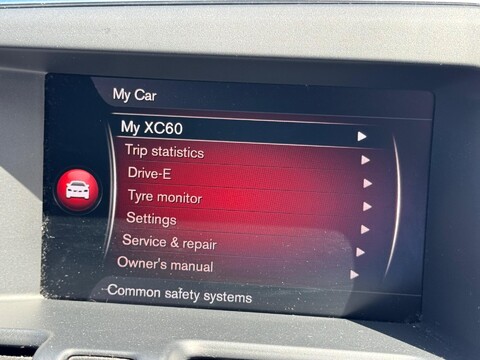 My Car
My XC60
Trip statistics
Drive-E
Tyre monitor
Settings
Service & repair
Owner's manual
Common safety systems